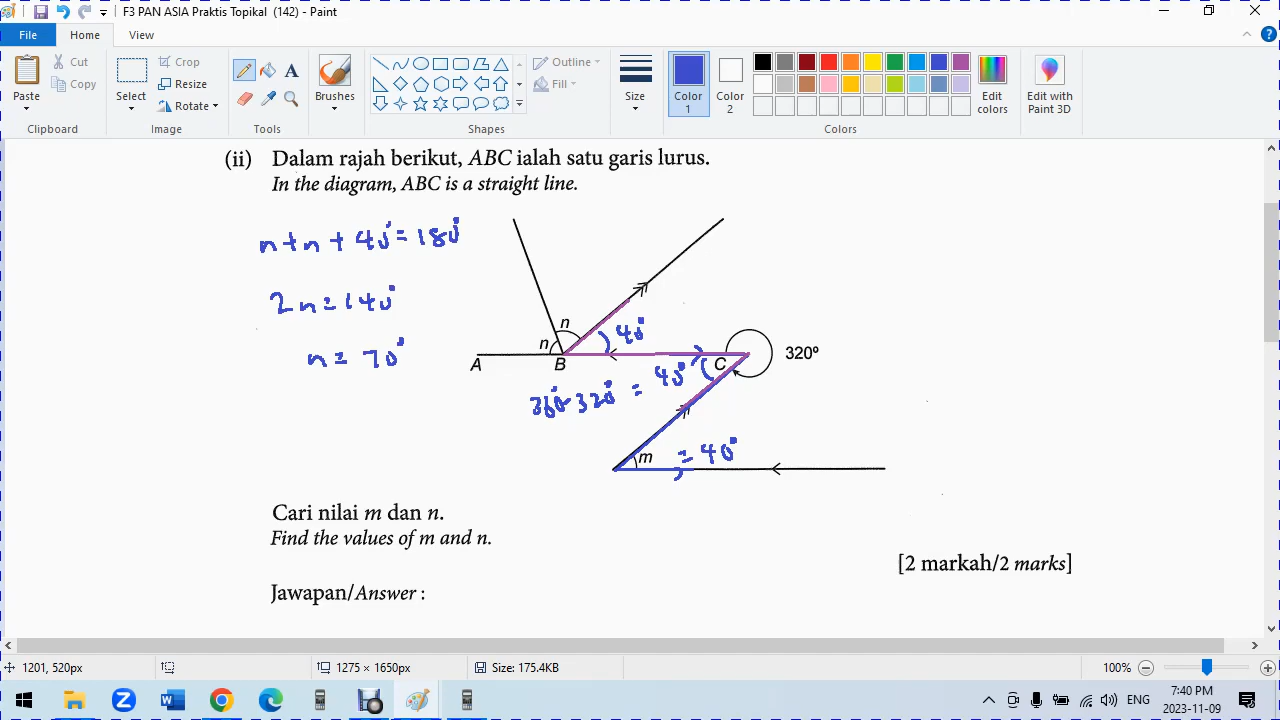 F3 PAN ASIA Praktis Topikal (142) - Paint
File Home View
Paste Cut Copy Clipboard
Select Crop Resize Rotate Image
Tools
Brushes
Shapes Outline Fill
Size
Color 1 Color 2 Edit colors Colors
Edit with Paint 3D
(ii) Dalam rajah berikut, ABC ialah satu garis lurus.
In the diagram, ABC is a straight line.
n + n + 40° = 180°
2n = 140°
n = 70°
n
n
40°
A
B
C
320°
360° - 320° = 40°
m = 40°
Cari nilai m dan n.
Find the values of m and n.
[2 markah/2 marks]
Jawapan/Answer :
1201, 520px 1275 × 1650px Size: 175.4KB 100%
ENG 7:40 PM
2023-11-09